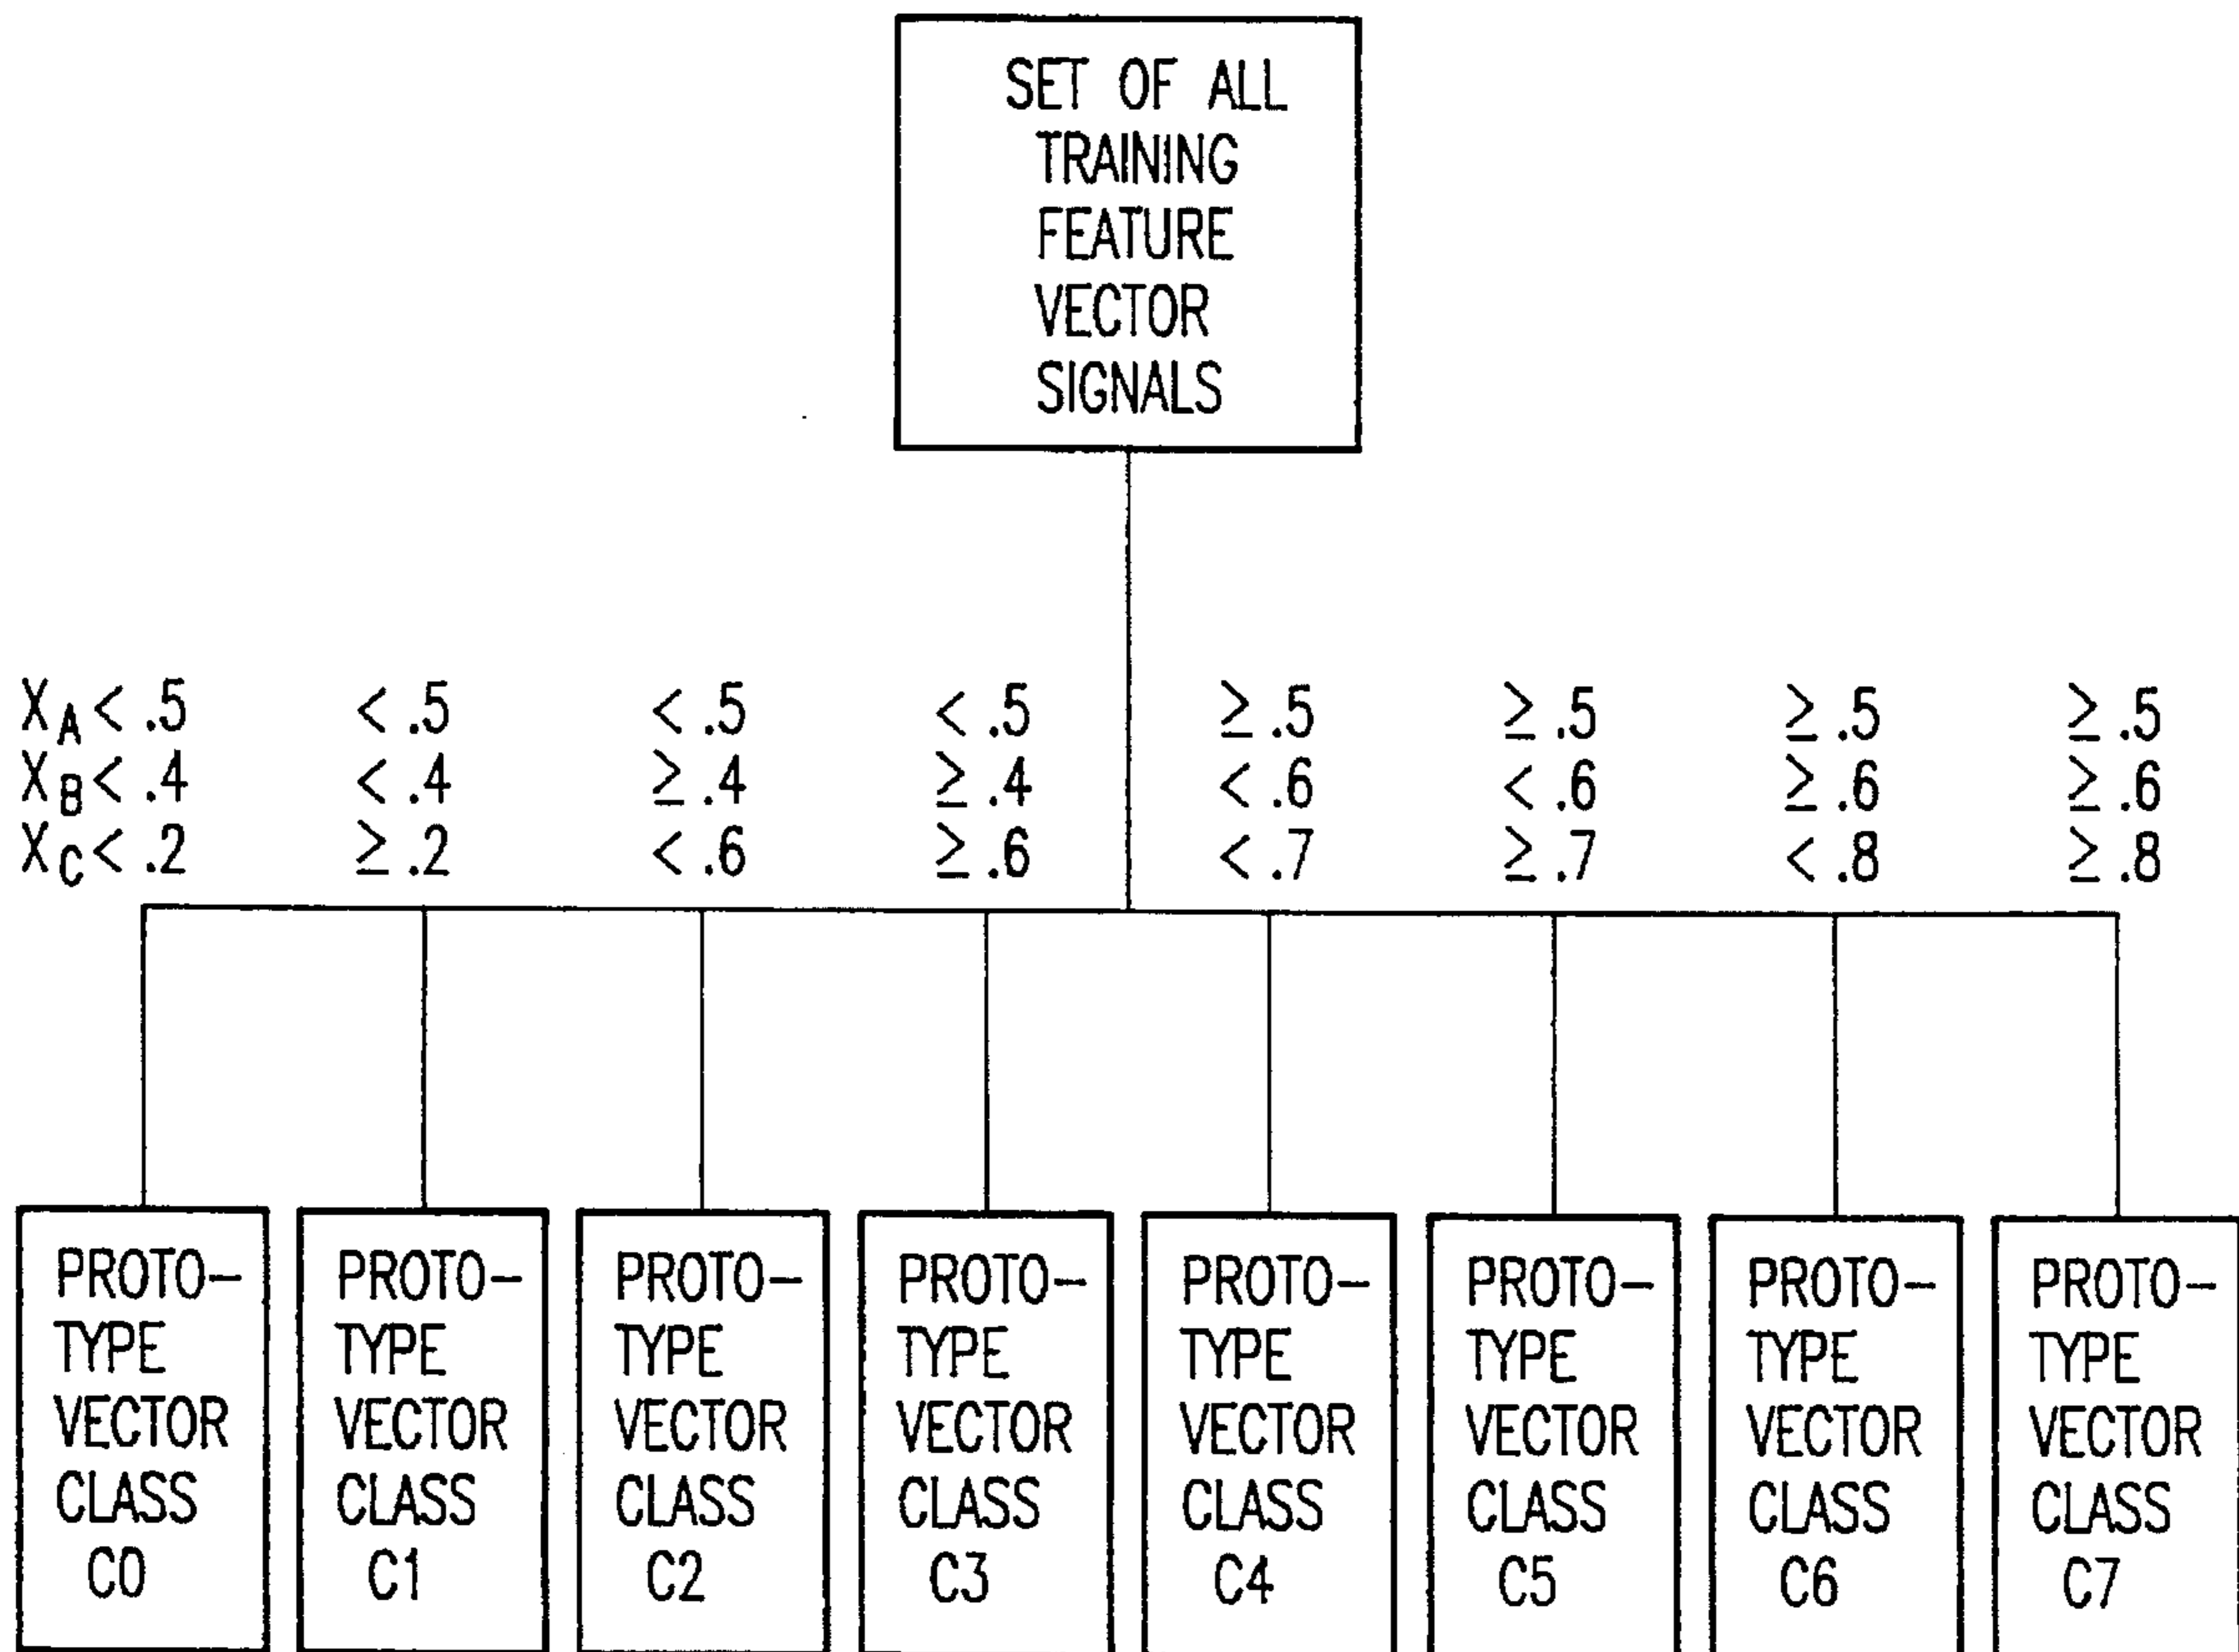 SET OF ALL
TRAINING
FEATURE
VECTOR
SIGNALS
X_A < .5 < .5 < .5 < .5 ≥ .5 ≥ .5 ≥ .5 ≥ .5
X_B < .4 < .4 ≥ .4 ≥ .4 < .6 < .6 ≥ .6 ≥ .6
X_C < .2 ≥ .2 < .6 ≥ .6 < .7 ≥ .7 < .8 ≥ .8
PROTO-
TYPE
VECTOR
CLASS
C0
PROTO-
TYPE
VECTOR
CLASS
C1
PROTO-
TYPE
VECTOR
CLASS
C2
PROTO-
TYPE
VECTOR
CLASS
C3
PROTO-
TYPE
VECTOR
CLASS
C4
PROTO-
TYPE
VECTOR
CLASS
C5
PROTO-
TYPE
VECTOR
CLASS
C6
PROTO-
TYPE
VECTOR
CLASS
C7